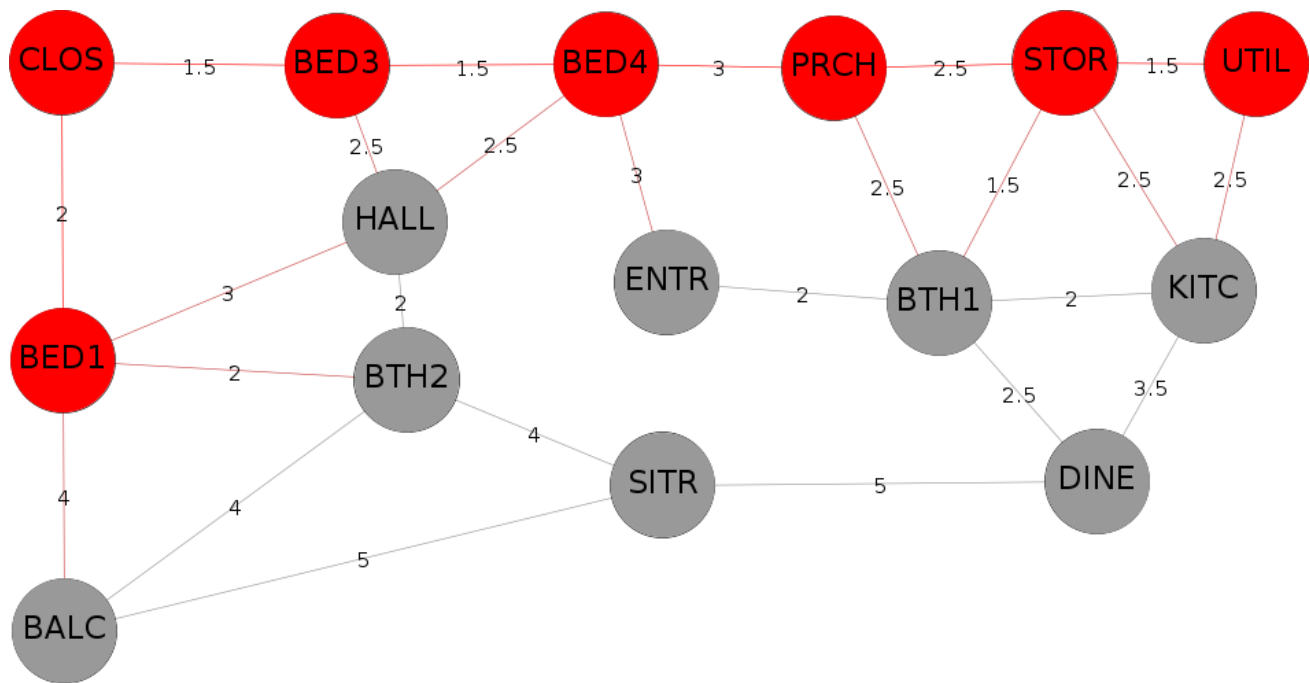 CLOS 1.5 BED3 1.5 BED4 3 PRCH 2.5 STOR 1.5 UTIL
2.5 2.5
3 2.5 1.5 2.5 2.5
2 HALL
3 2 ENTR 2 BTH1 2 KITC
BED1 2 BTH2
2.5 3.5
4 4 SITR 5 DINE
4 4
5
BALC